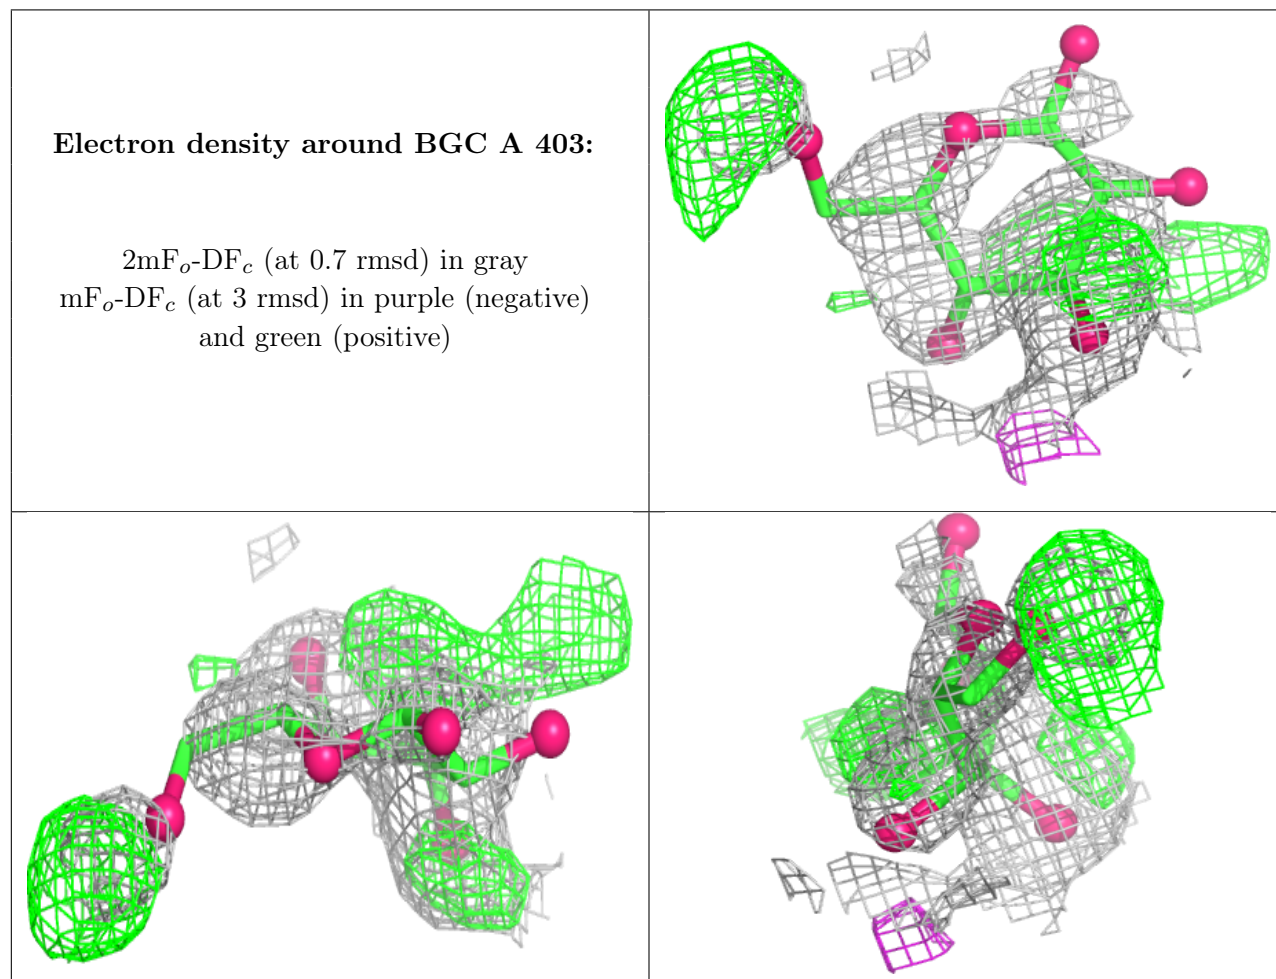 Electron density around BGC A 403:
2mFo-DFc (at 0.7 rmsd) in gray
mFo-DFc (at 3 rmsd) in purple (negative)
and green (positive)